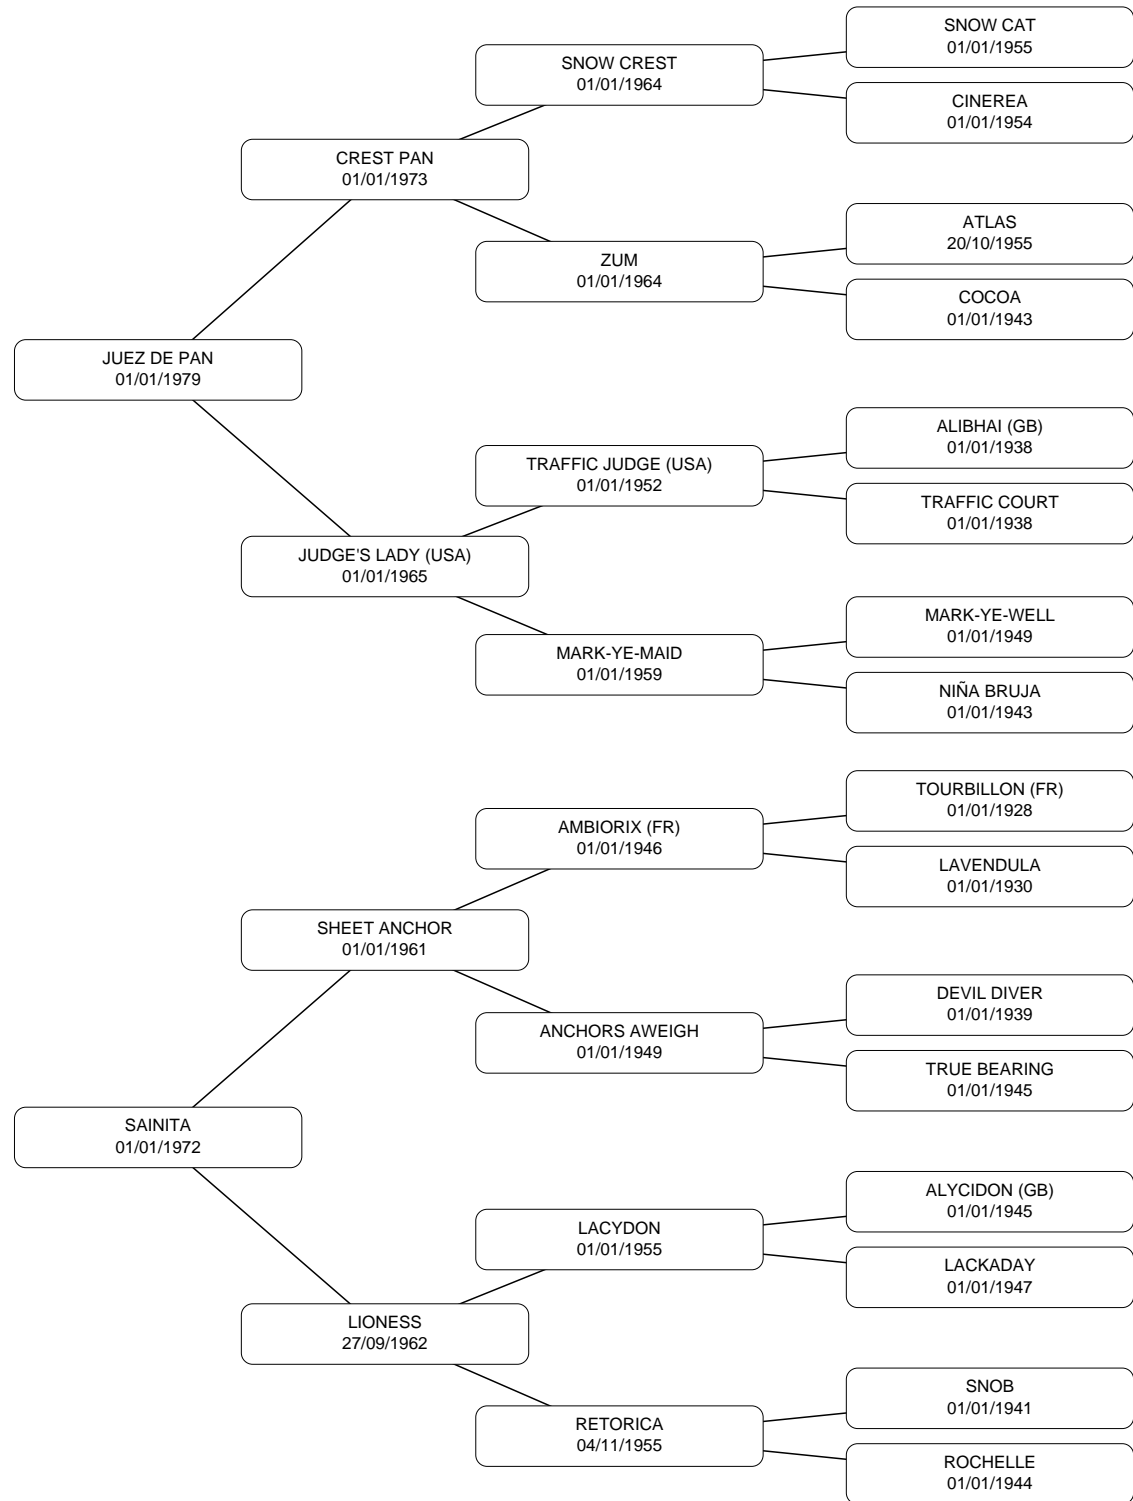 SNOW CAT
01/01/1955
SNOW CREST
01/01/1964
CINEREA
01/01/1954
CREST PAN
01/01/1973
ATLAS
20/10/1955
ZUM
01/01/1964
COCOA
01/01/1943
JUEZ DE PAN
01/01/1979
ALIBHAI (GB)
01/01/1938
TRAFFIC JUDGE (USA)
01/01/1952
TRAFFIC COURT
01/01/1938
JUDGE'S LADY (USA)
01/01/1965
MARK-YE-WELL
01/01/1949
MARK-YE-MAID
01/01/1959
NIÑA BRUJA
01/01/1943
TOURBILLON (FR)
01/01/1928
AMBIORIX (FR)
01/01/1946
LAVENDULA
01/01/1930
SHEET ANCHOR
01/01/1961
DEVIL DIVER
01/01/1939
ANCHORS AWEIGH
01/01/1949
TRUE BEARING
01/01/1945
SAINITA
01/01/1972
ALYCIDON (GB)
01/01/1945
LACYDON
01/01/1955
LACKADAY
01/01/1947
LIONESS
27/09/1962
SNOB
01/01/1941
RETORICA
04/11/1955
ROCHELLE
01/01/1944